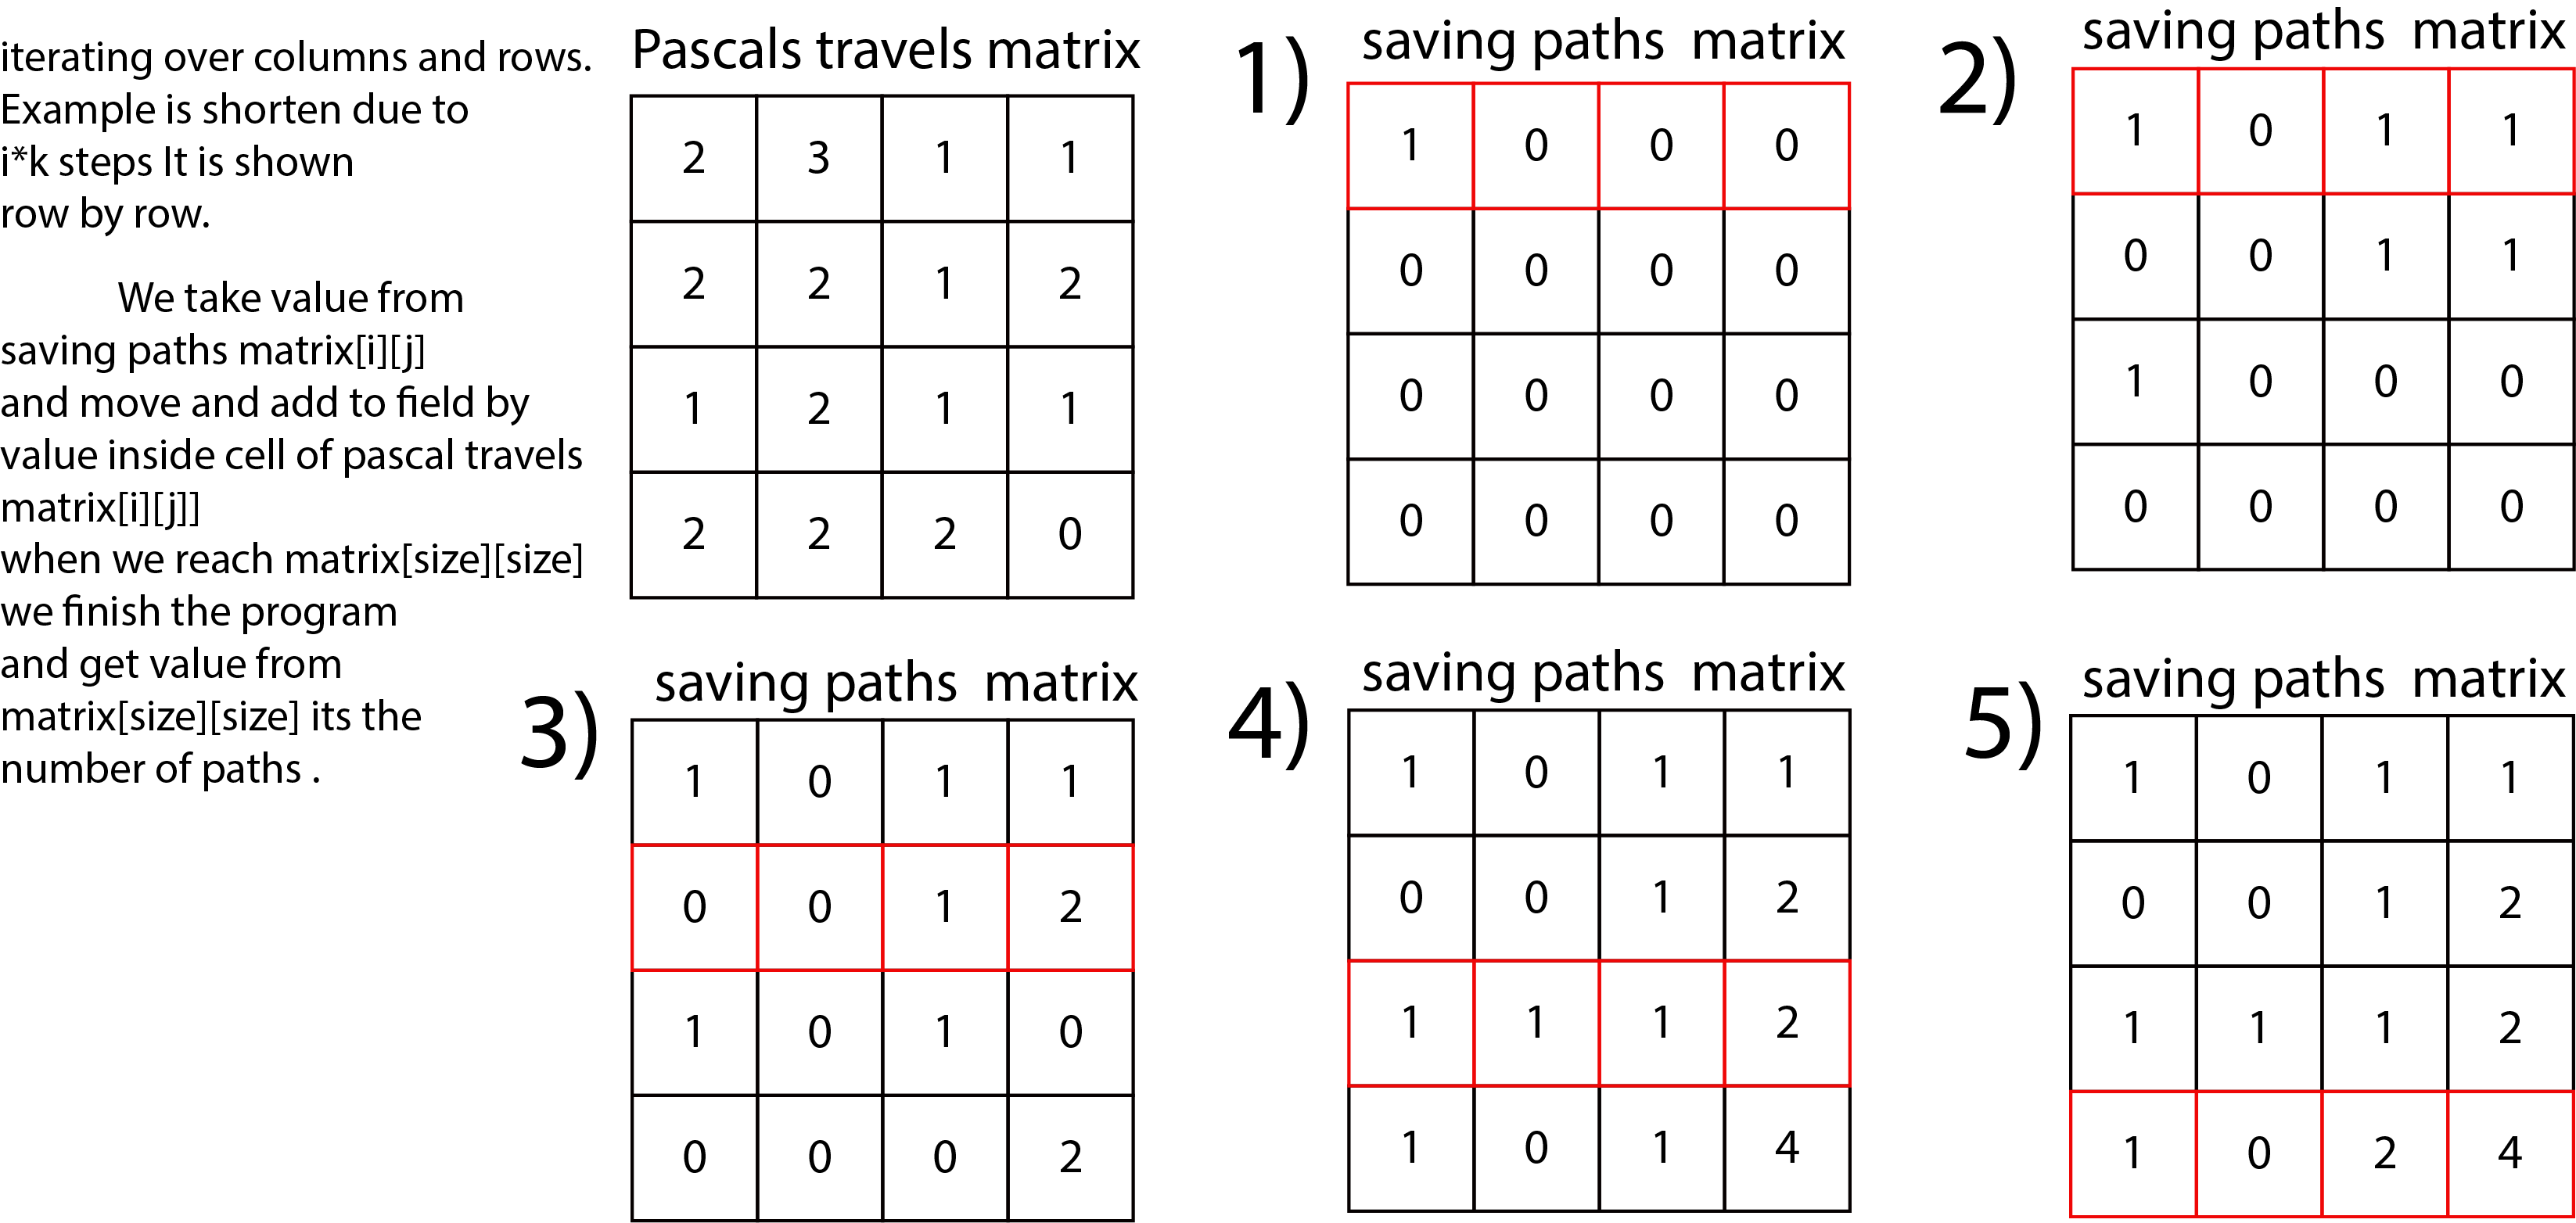 iterating over columns and rows.
Example is shorten due to
i*k steps It is shown
row by row.
We take value from
saving paths matrix[i][j]
and move and add to field by
value inside cell of pascal travels
matrix[i][j]]
when we reach matrix[size][size]
we finish the program
and get value from
matrix[size][size] its the
number of paths .
Pascals travels matrix
2 3 1 1
2 2 1 2
1 2 1 1
2 2 2 0
1)
saving paths matrix
1 0 0 0
0 0 0 0
0 0 0 0
0 0 0 0
2)
saving paths matrix
1 0 1 1
0 0 1 1
1 0 0 0
0 0 0 0
3)
saving paths matrix
1 0 1 1
0 0 1 2
1 0 1 0
0 0 0 2
4)
saving paths matrix
1 0 1 1
0 0 1 2
1 1 1 2
1 0 1 4
5)
saving paths matrix
1 0 1 1
0 0 1 2
1 1 1 2
1 0 2 4